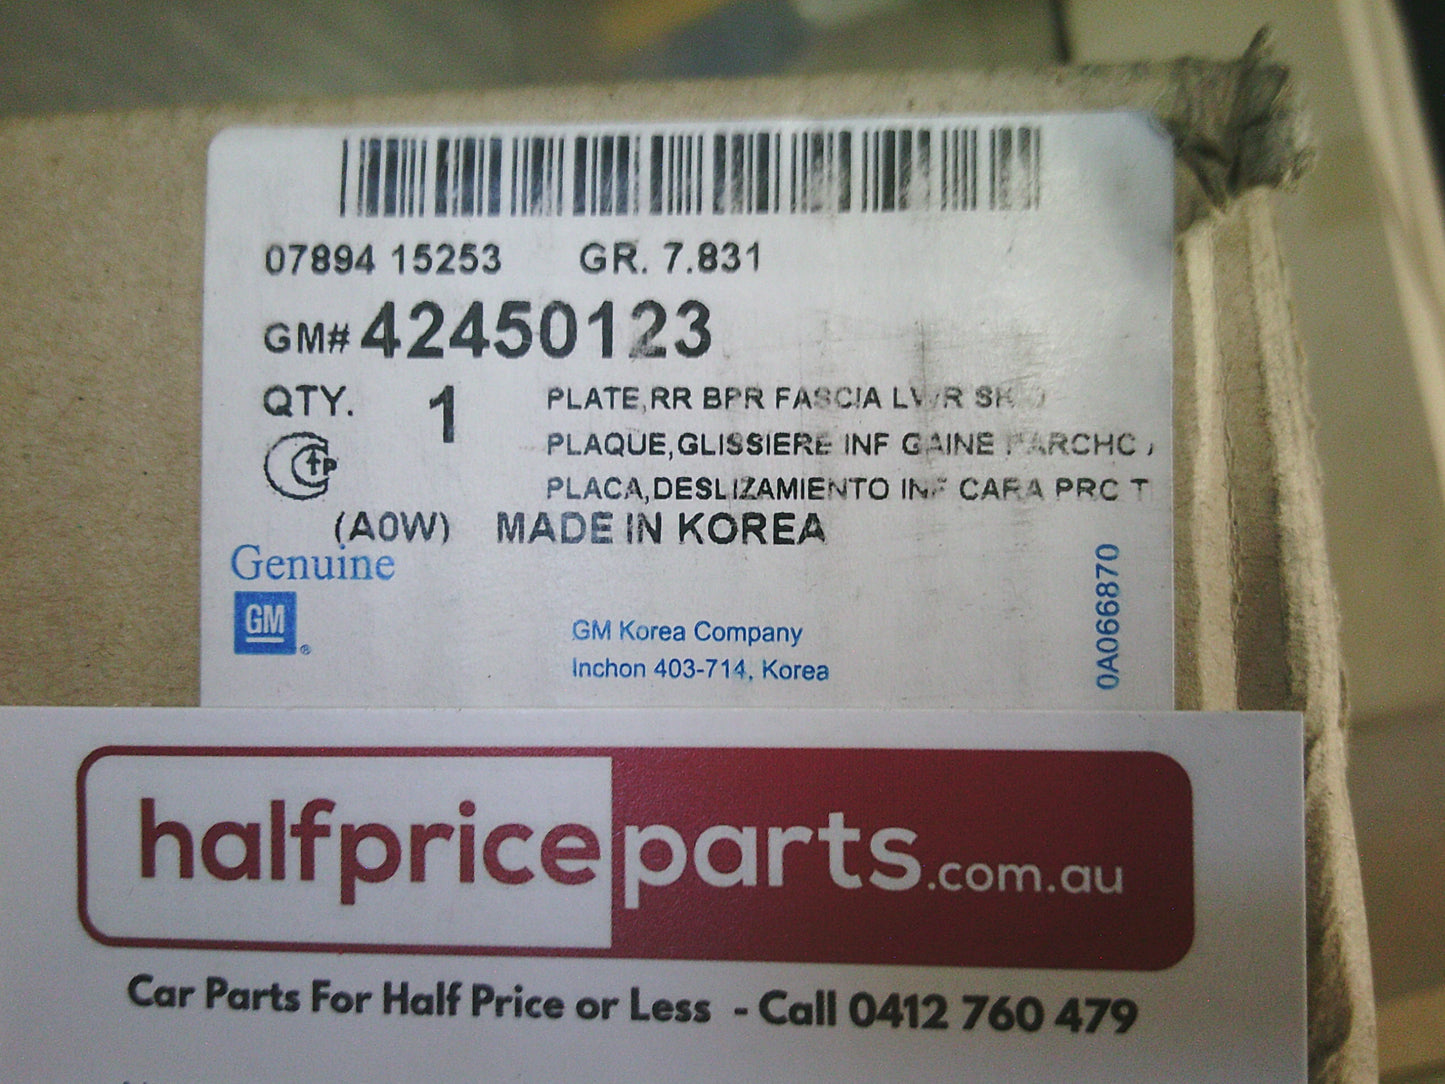 07894 15253 GR. 7.831
GM# 42450123
QTY. 1 PLATE,RR BPR FASCIA LWR SKID
PLAQUE,GLISSIERE INF GAINE PARCHC
PLACA,DESLIZAMIENTO INF CARA PRC T
(A0W) MADE IN KOREA
Genuine
GM
GM Korea Company
Inchon 403-714, Korea
0A066870
halfpriceparts.com.au
Car Parts For Half Price or Less - Call 0412 760 479